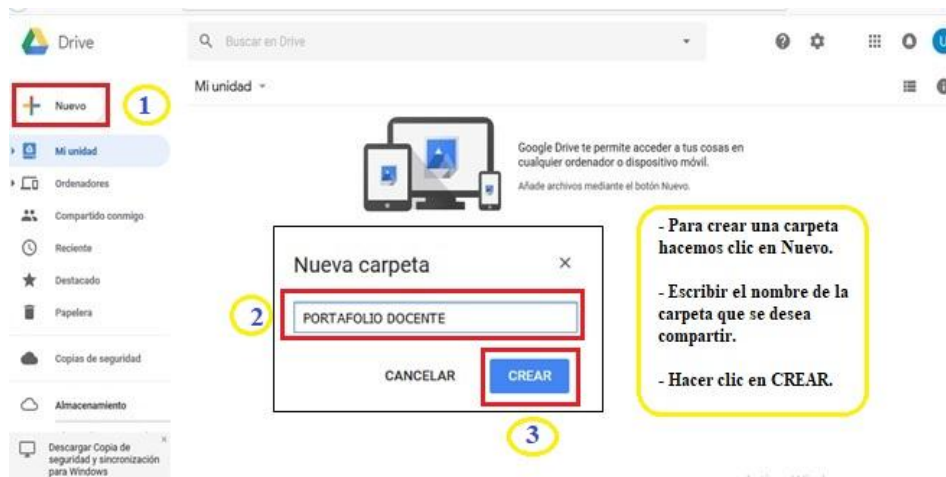 Drive
Buscar en Drive
Mi unidad
Nuevo
1
Mi unidad
Ordenadores
Compartido conmigo
Reciente
Destacado
Papelera
Copias de seguridad
Almacenamiento
Descargar Copia de
seguridad y sincronización
para Windows
Google Drive te permite acceder a tus cosas en
cualquier ordenador o dispositivo móvil.
Añade archivos mediante el botón Nuevo.
Nueva carpeta
2
PORTAFOLIO DOCENTE
CANCELAR
CREAR
3
- Para crear una carpeta
hacemos clic en Nuevo.
- Escribir el nombre de la
carpeta que se desea
compartir.
- Hacer clic en CREAR.